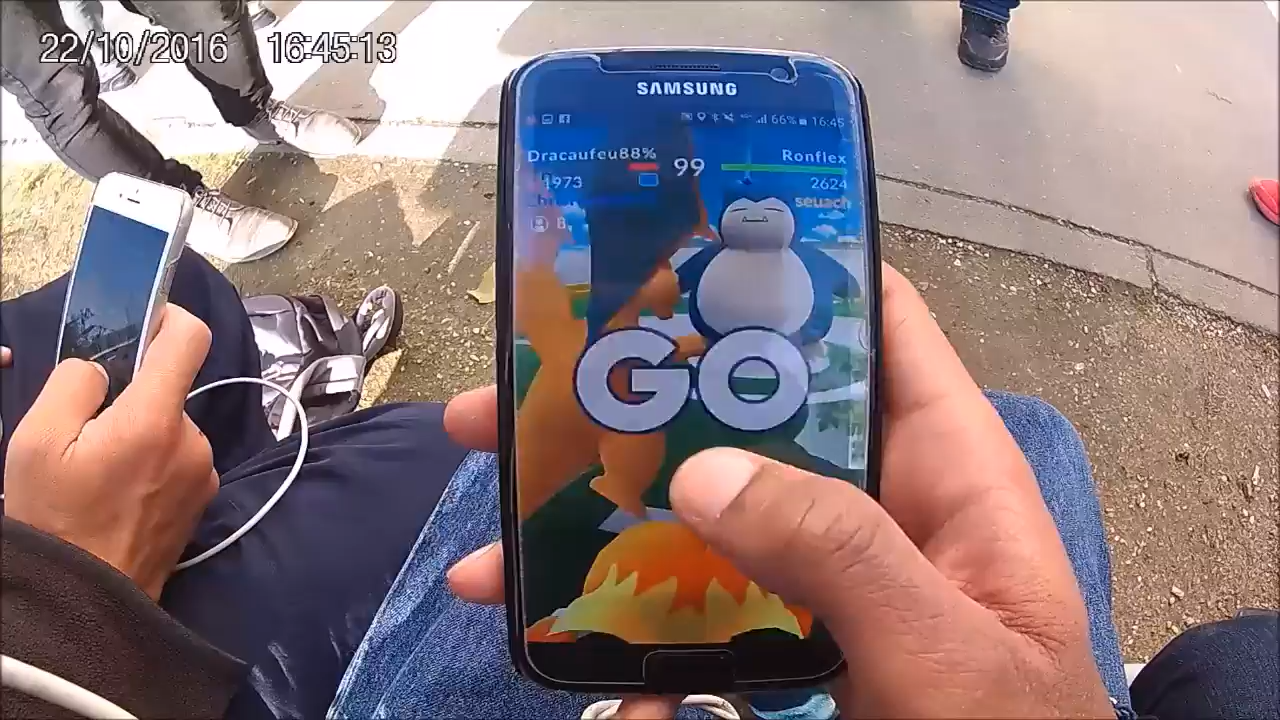 22/10/2016 16:45:13
SAMSUNG
66% 16:45
Dracaufeu88% 99 Ronflex
1973 2624
seuach
GO